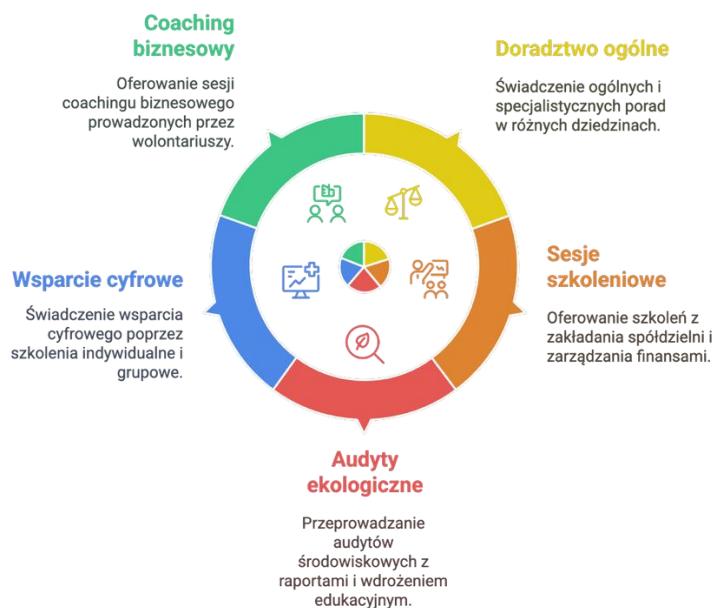 Coaching
biznesowy
Oferowanie sesji
coachingu biznesowego
prowadzonych przez
wolontariuszy.
Doradztwo ogólne
Świadczenie ogólnych i
specjalistycznych porad
w różnych dziedzinach.
Wsparcie cyfrowe
Świadczenie wsparcia
cyfrowego poprzez
szkolenia indywidualne i
grupowe.
Sesje
szkoleniowe
Oferowanie szkoleń z
zakładania spółdzielni i
zarządzania finansami.
Audyty
ekologiczne
Przeprowadzanie
audytów
środowiskowych z
raportami i wdrożeniem
edukacyjnym.